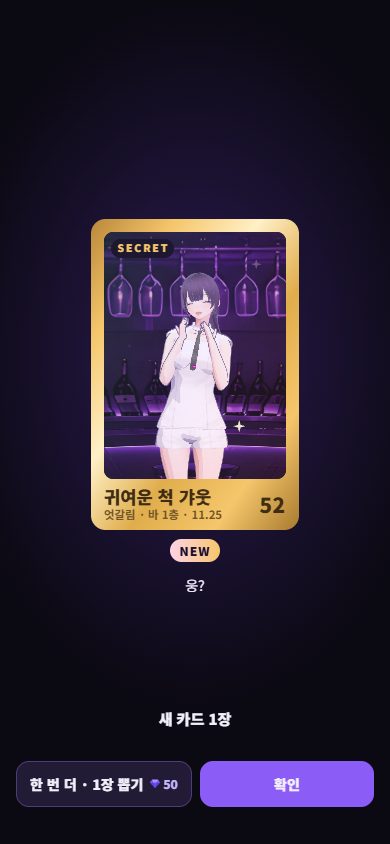 SECRET
귀여운 척 갸웃
엇갈림 · 바 1층 · 11.25
52
NEW
웅?
새 카드 1장
한 번 더 · 1장 뽑기 50
확인